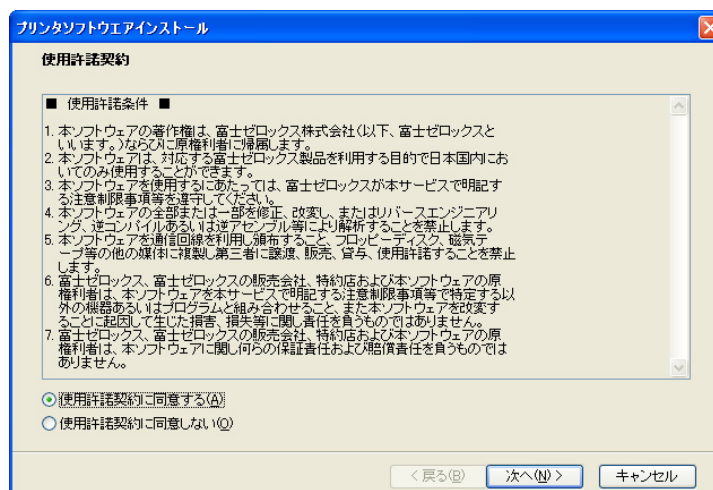 プリンタソフトウエアインストール
使用許諾契約
■ 使用許諾条件 ■
1. 本ソフトウェアの著作権は、富士ゼロックス株式会社(以下、富士ゼロックスと
いいます。)ならびに原権利者に帰属します。
2. 本ソフトウェアは、対応する富士ゼロックス製品を利用する目的で日本国内にお
いてのみ使用することができます。
3. 本ソフトウェアを使用するにあたっては、富士ゼロックスが本サービスで明記す
る注意制限事項等を遵守してください。
4. 本ソフトウェアの全部または一部を修正、改変し、またはリバースエンジニアリ
ング、逆コンパイルあるいは逆アセンブル等により解析することを禁止します。
5. 本ソフトウェアを通信回線を利用し頒布すること、フロッピーディスク、磁気テ
ープ等の他の媒体に複製し第三者に譲渡、販売、貸与、使用許諾することを禁止
します。
6. 富士ゼロックス、富士ゼロックスの販売会社、特約店および本ソフトウェアの原
権利者は、本ソフトウェアを本サービスで明記する注意制限事項等で特定する以
外の機器あるいはプログラムと組み合わせること、また本ソフトウェアを改変す
ることに起因して生じた損害、損失等に関し責任を負うものではありません。
7. 富士ゼロックス、富士ゼロックスの販売会社、特約店および本ソフトウェアの原
権利者は、本ソフトウェアに関し何らの保証責任および賠償責任を負うものでは
ありません。
使用許諾契約に同意する(A)
使用許諾契約に同意しない(O)
< 戻る(B) 次へ(N) > キャンセル